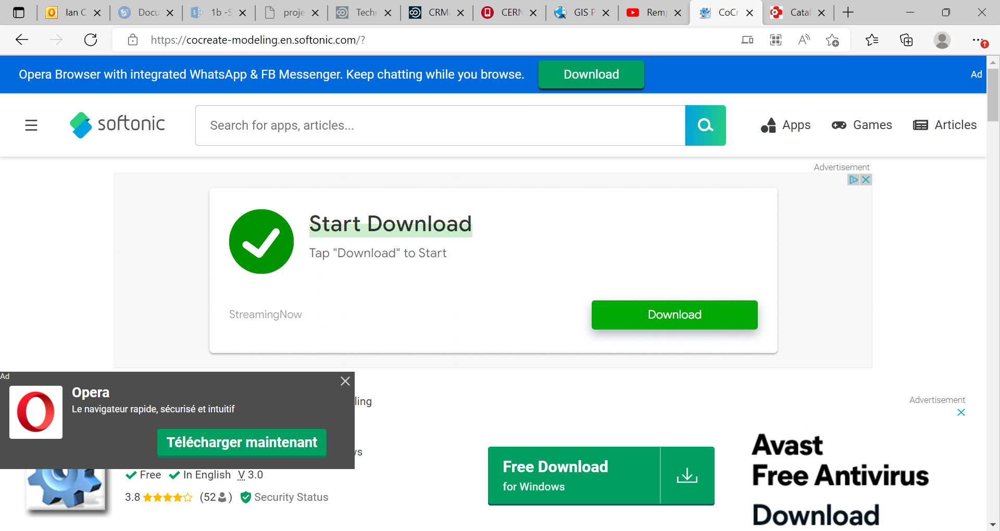 Ian C
Docu
1b -S
proje
Techn
CRM
CERN
GIS P
Rem
CoCr
Catal
https://cocreate-modeling.en.softonic.com/?
Opera Browser with integrated WhatsApp & FB Messenger. Keep chatting while you browse.
Download
Ad
softonic
Search for apps, articles...
Apps
Games
Articles
Advertisement
Start Download
Tap "Download" to Start
StreamingNow
Download
Ad
Opera
Le navigateur rapide, sécurisé et intuitif
Télécharger maintenant
ling
Advertisement
Free In English V 3.0
3.8 (52) Security Status
Free Download
for Windows
Avast
Free Antivirus
Download